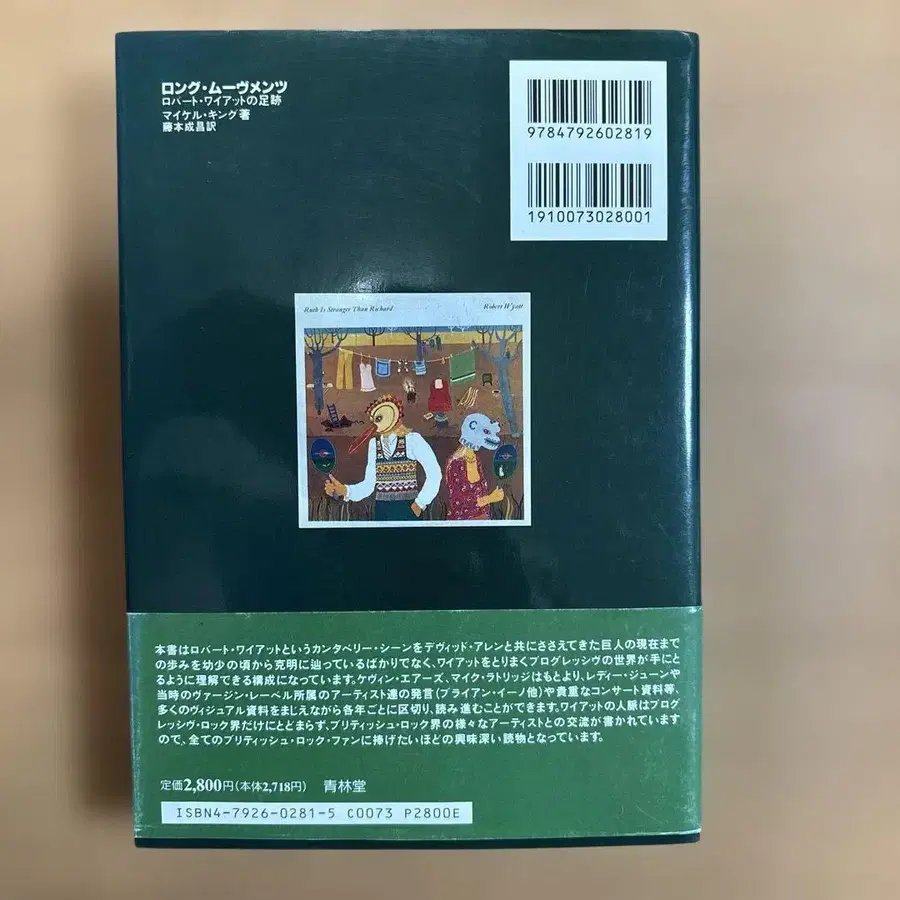 ロング・ムーヴメンツ
ロバート・ワイアットの足跡
マイケル・キング著
藤本成昌訳
9784792602819
1910073028001
Ruth Is Stranger Than Richard
Robert Wyatt
本書はロバート・ワイアットというカンタベリー・シーンをデヴィッド・アレンと共にささえてきた巨人の現在まで
の歩みを幼少の頃から克明に辿っているばかりでなく、ワイアットをとりまくプログレッシヴの世界が手にと
るように理解できる構成になっています。ケヴィン・エアーズ、マイク・ラトリッジはもとより、レディー・ジューンや
当時のヴァージン・レーベル所属のアーティスト達の発言(ブライアン・イーノ他)や貴重なコンサート資料等、
多くのヴィジュアル資料をまじえながら各年ごとに区切り、読み進むことができます。ワイアットの人脈はプログ
レッシヴ・ロック界だけにとどまらず、ブリティッシュ・ロック界の様々なアーティストとの交流が書かれています
ので、全てのブリティッシュ・ロック・ファンに捧げたいほどの興味深い読物となっています。
定価2,800円(本体2,718円) 青林堂
ISBN4-7926-0281-5 C0073 P2800E